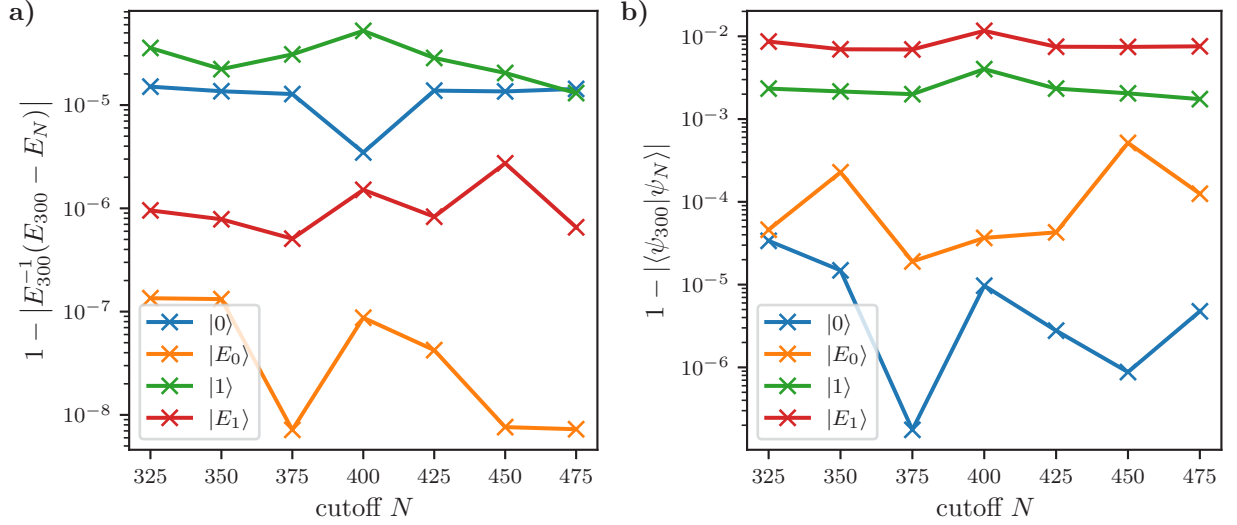 a)
1 − |E_{300}^{−1}(E_{300} − E_N)|
10^{−5}
10^{−6}
10^{−7}
10^{−8}
|0⟩
|E_0⟩
|1⟩
|E_1⟩
325 350 375 400 425 450 475
cutoff N
b)
1 − |⟨ψ_{300}|ψ_N⟩|
10^{−2}
10^{−3}
10^{−4}
10^{−5}
10^{−6}
|0⟩
|E_0⟩
|1⟩
|E_1⟩
325 350 375 400 425 450 475
cutoff N